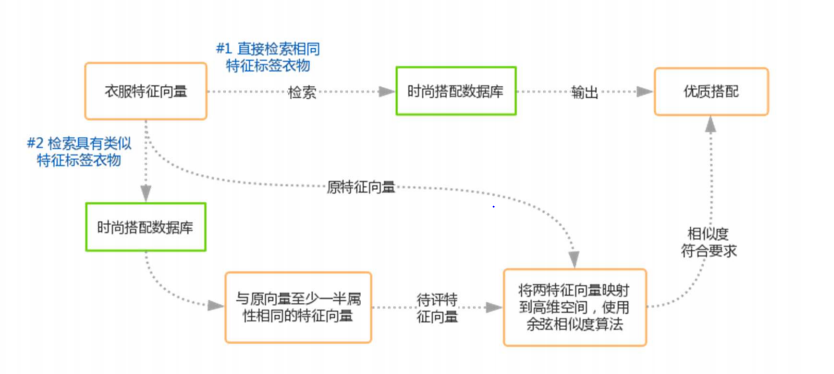 #1 直接检索相同
特征标签衣物
衣服特征向量
检索
时尚搭配数据库
输出
优质搭配
#2 检索具有类似
特征标签衣物
原特征向量
时尚搭配数据库
相似度
符合要求
与原向量至少一半属
性相同的特征向量
待评特
征向量
将两特征向量映射
到高维空间，使用
余弦相似度算法